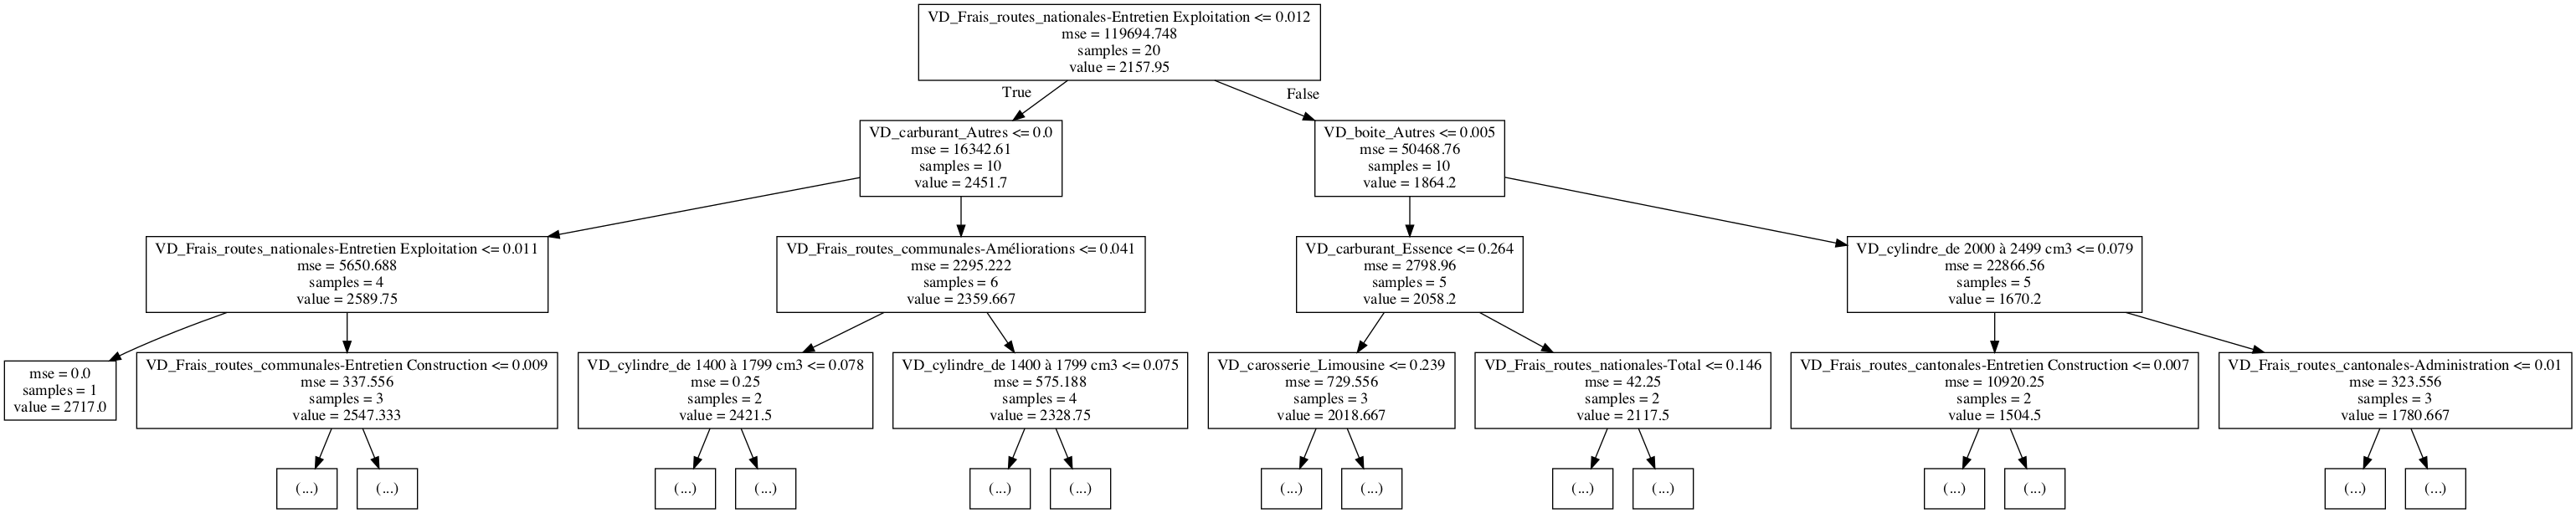 VD_Frais_routes_nationales-Entretien Exploitation <= 0.012
mse = 119694.748
samples = 20
value = 2157.95
True
False
VD_carburant_Autres <= 0.0
mse = 16342.61
samples = 10
value = 2451.7
VD_boite_Autres <= 0.005
mse = 50468.76
samples = 10
value = 1864.2
VD_Frais_routes_nationales-Entretien Exploitation <= 0.011
mse = 5650.688
samples = 4
value = 2589.75
VD_Frais_routes_communales-Améliorations <= 0.041
mse = 2295.222
samples = 6
value = 2359.667
VD_carburant_Essence <= 0.264
mse = 2798.96
samples = 5
value = 2058.2
VD_cylindre_de 2000 à 2499 cm3 <= 0.079
mse = 22866.56
samples = 5
value = 1670.2
mse = 0.0
samples = 1
value = 2717.0
VD_Frais_routes_communales-Entretien Construction <= 0.009
mse = 337.556
samples = 3
value = 2547.333
VD_cylindre_de 1400 à 1799 cm3 <= 0.078
mse = 0.25
samples = 2
value = 2421.5
VD_cylindre_de 1400 à 1799 cm3 <= 0.075
mse = 575.188
samples = 4
value = 2328.75
VD_carosserie_Limousine <= 0.239
mse = 729.556
samples = 3
value = 2018.667
VD_Frais_routes_nationales-Total <= 0.146
mse = 42.25
samples = 2
value = 2117.5
VD_Frais_routes_cantonales-Entretien Construction <= 0.007
mse = 10920.25
samples = 2
value = 1504.5
VD_Frais_routes_cantonales-Administration <= 0.01
mse = 323.556
samples = 3
value = 1780.667
(...)
(...)
(...)
(...)
(...)
(...)
(...)
(...)
(...)
(...)
(...)
(...)
(...)
(...)